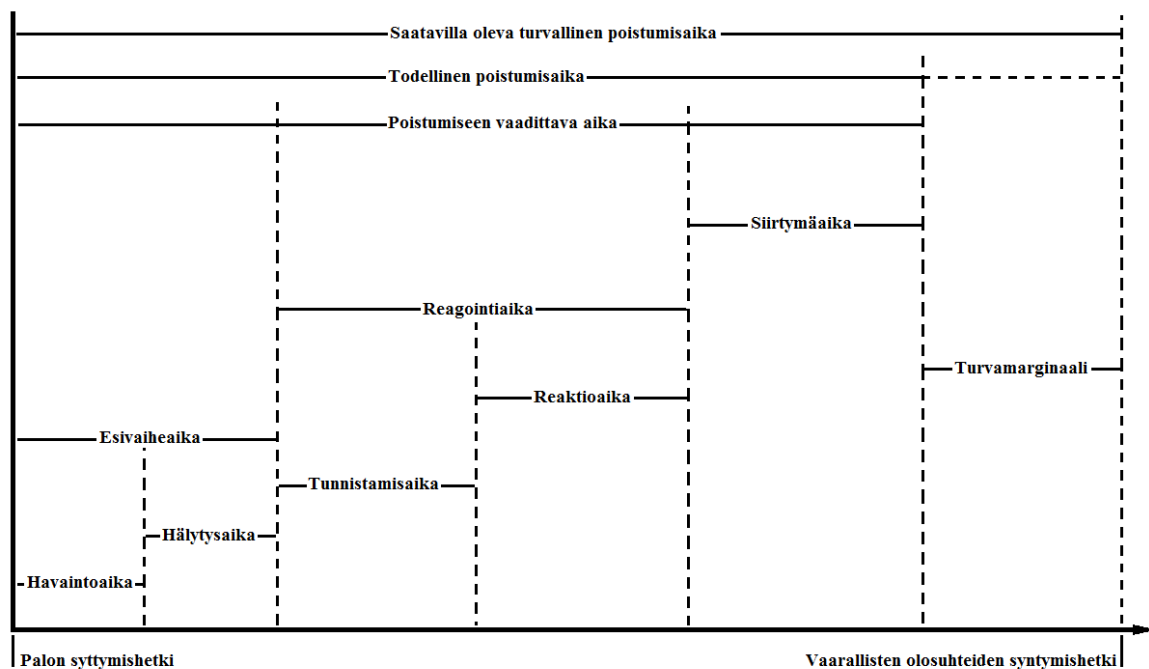 Saatavilla oleva turvallinen poistumisaika
Todellinen poistumisaika
Poistumiseen vaadittava aika
Siirtymäaika
Reagointiaika
Turvamarginaali
Reaktioaika
Esivaiheaika
Tunnistamisaika
Hälytysaika
Havaintoaika
Palon syttymishetki
Vaarallisten olosuhteiden syntymishetki